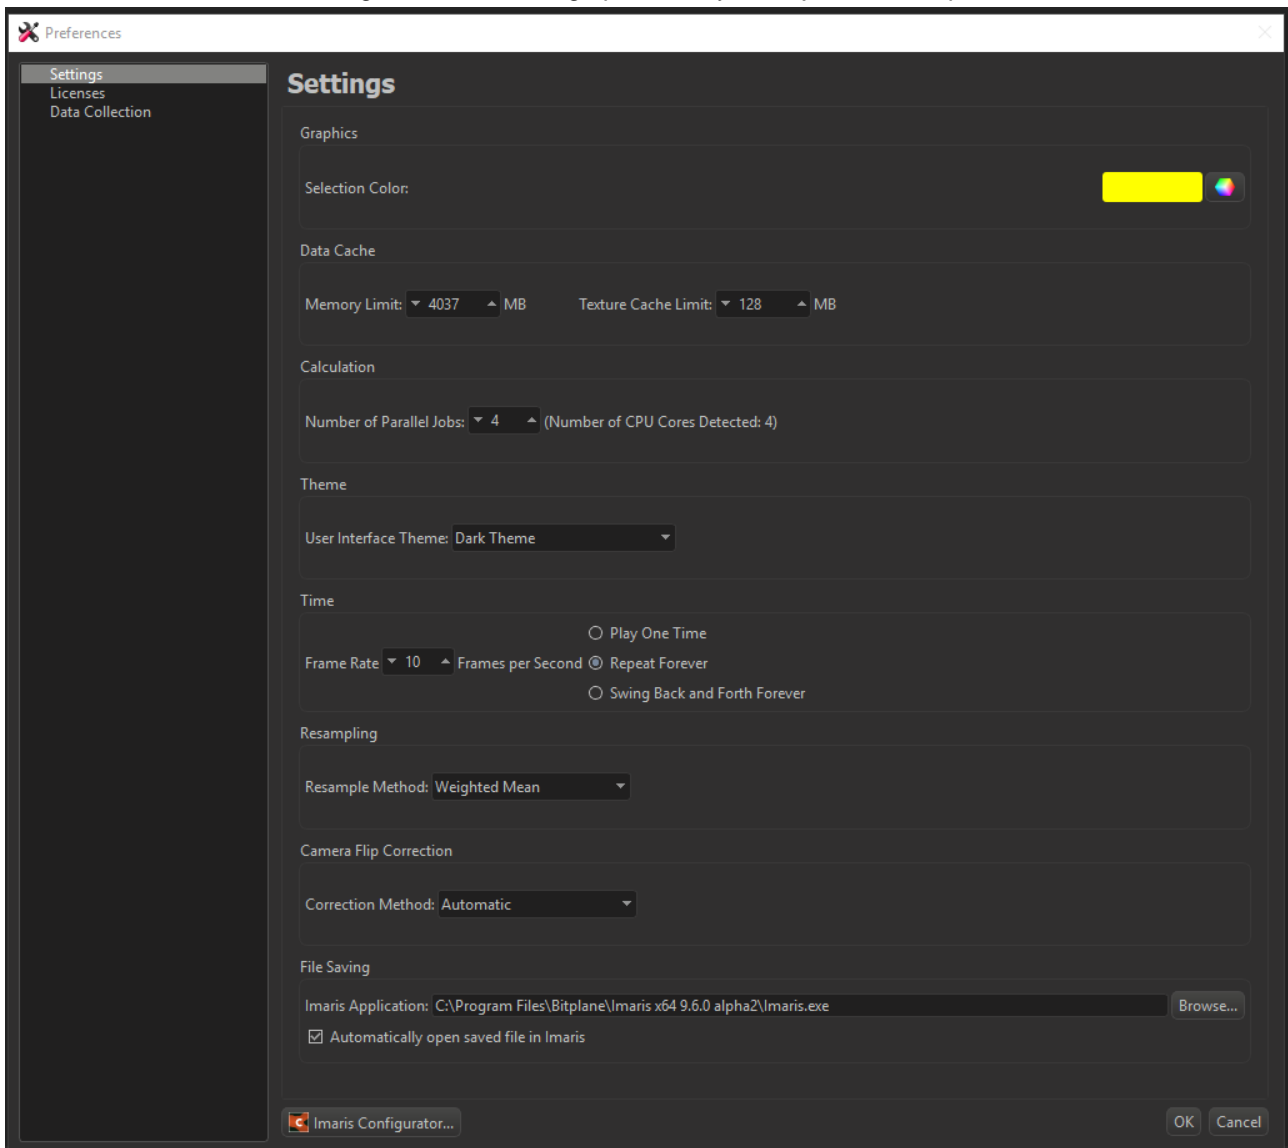 Preferences
Settings
Licenses
Data Collection
Settings
Graphics
Selection Color:
Data Cache
Memory Limit: 4037 MB Texture Cache Limit: 128 MB
Calculation
Number of Parallel Jobs: 4 (Number of CPU Cores Detected: 4)
Theme
User Interface Theme: Dark Theme
Time
Play One Time
Frame Rate 10 Frames per Second Repeat Forever
Swing Back and Forth Forever
Resampling
Resample Method: Weighted Mean
Camera Flip Correction
Correction Method: Automatic
File Saving
Imaris Application: C:\Program Files\Bitplane\Imaris x64 9.6.0 alpha2\Imaris.exe Browse...
Automatically open saved file in Imaris
C Imaris Configurator... OK Cancel